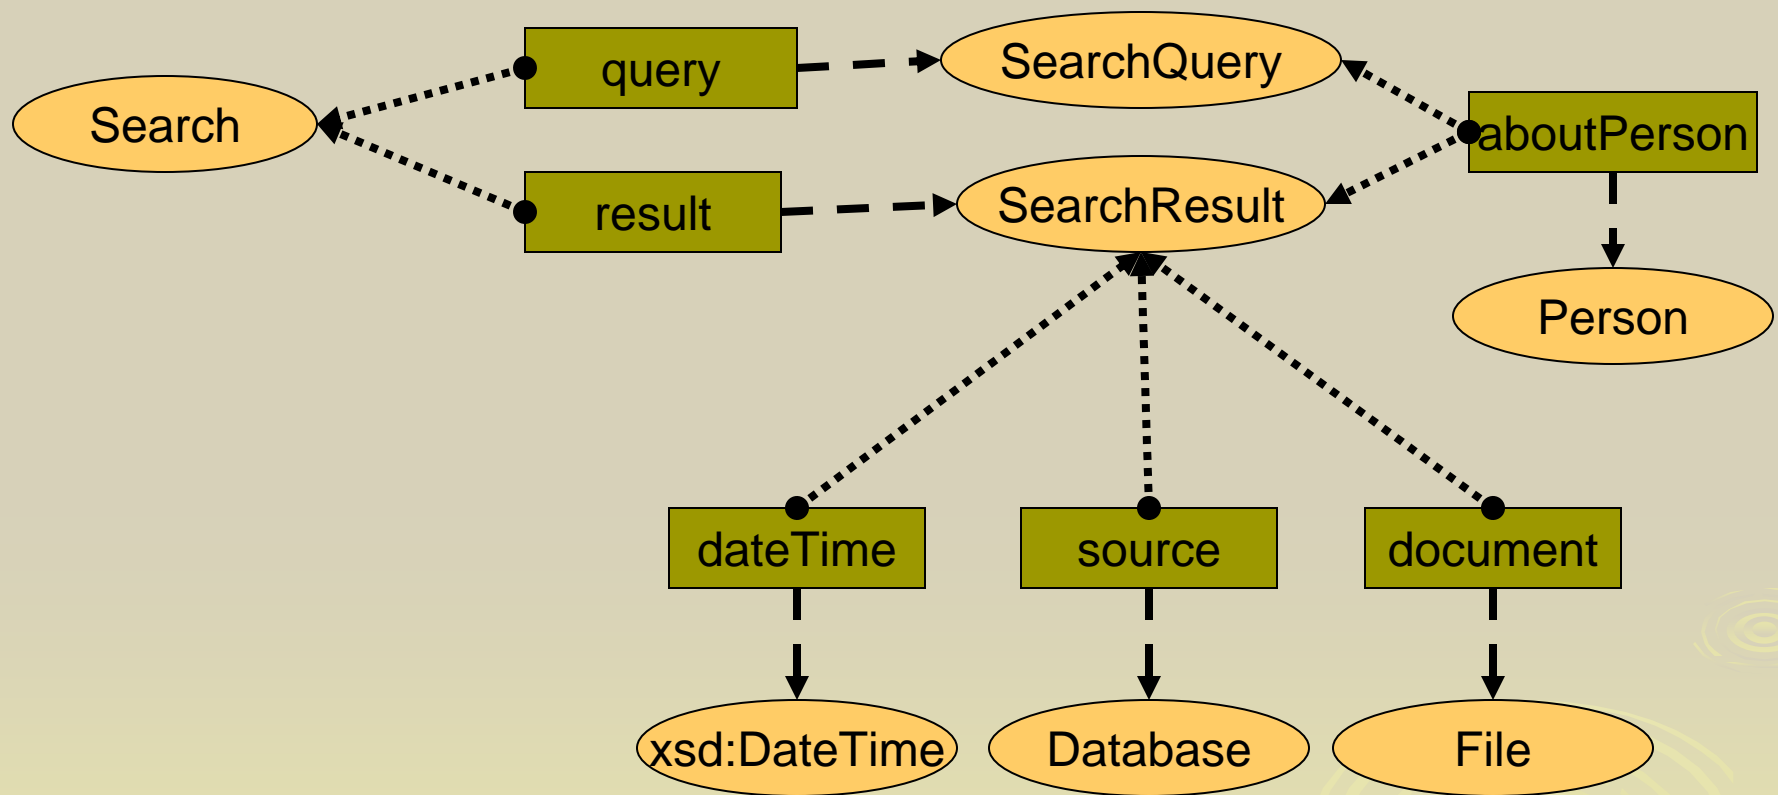 query
SearchQuery
Search
aboutPerson
result
SearchResult
Person
dateTime
source
document
xsd:DateTime
Database
File